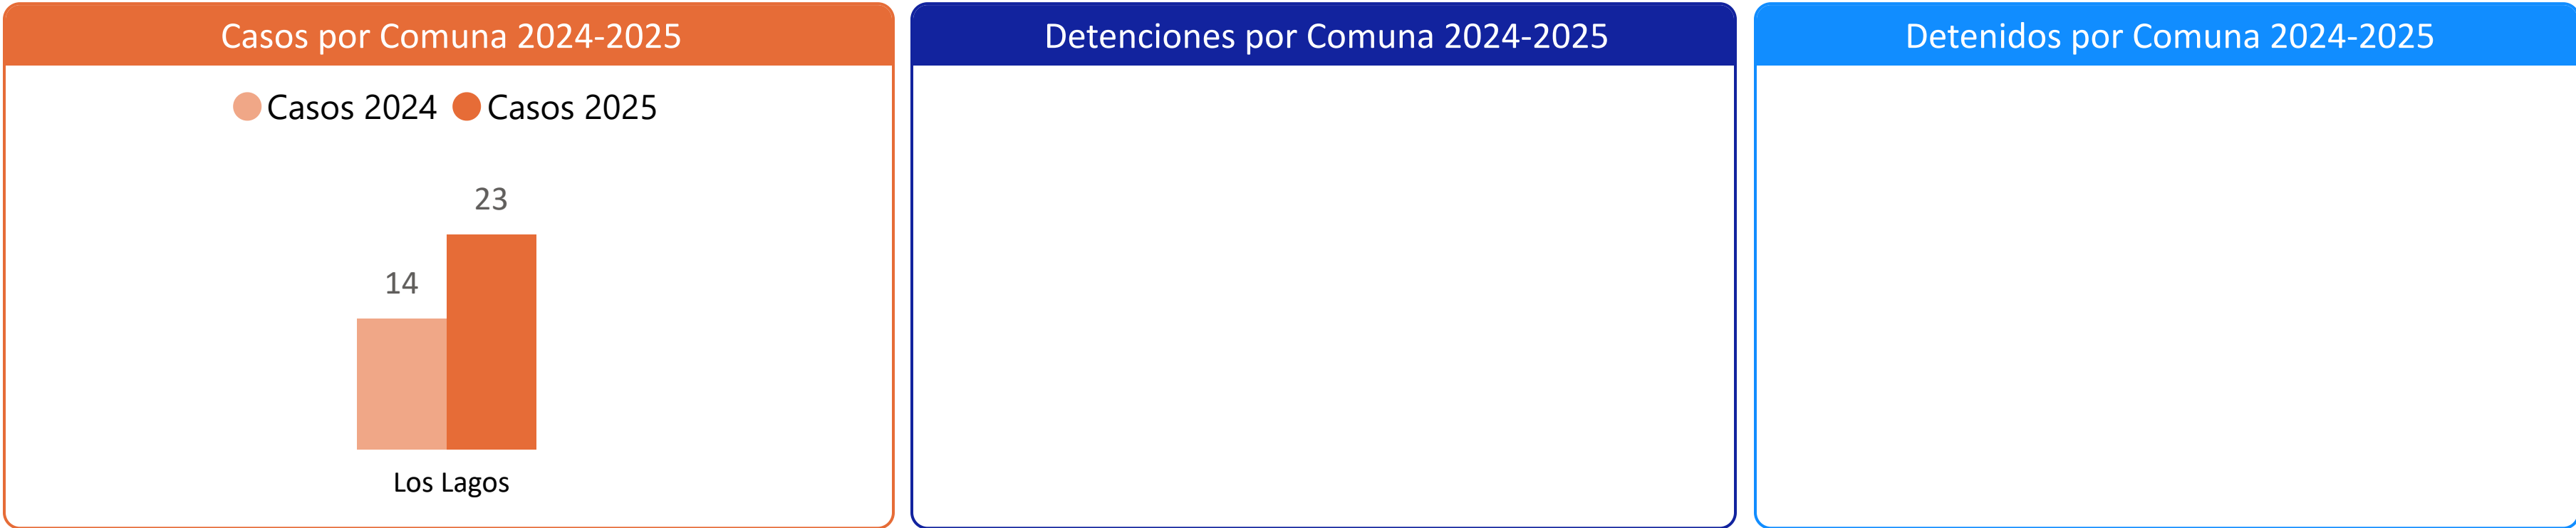 Casos por Comuna 2024-2025
Casos 2024 Casos 2025
23
14
Los Lagos
Detenciones por Comuna 2024-2025
Detenidos por Comuna 2024-2025